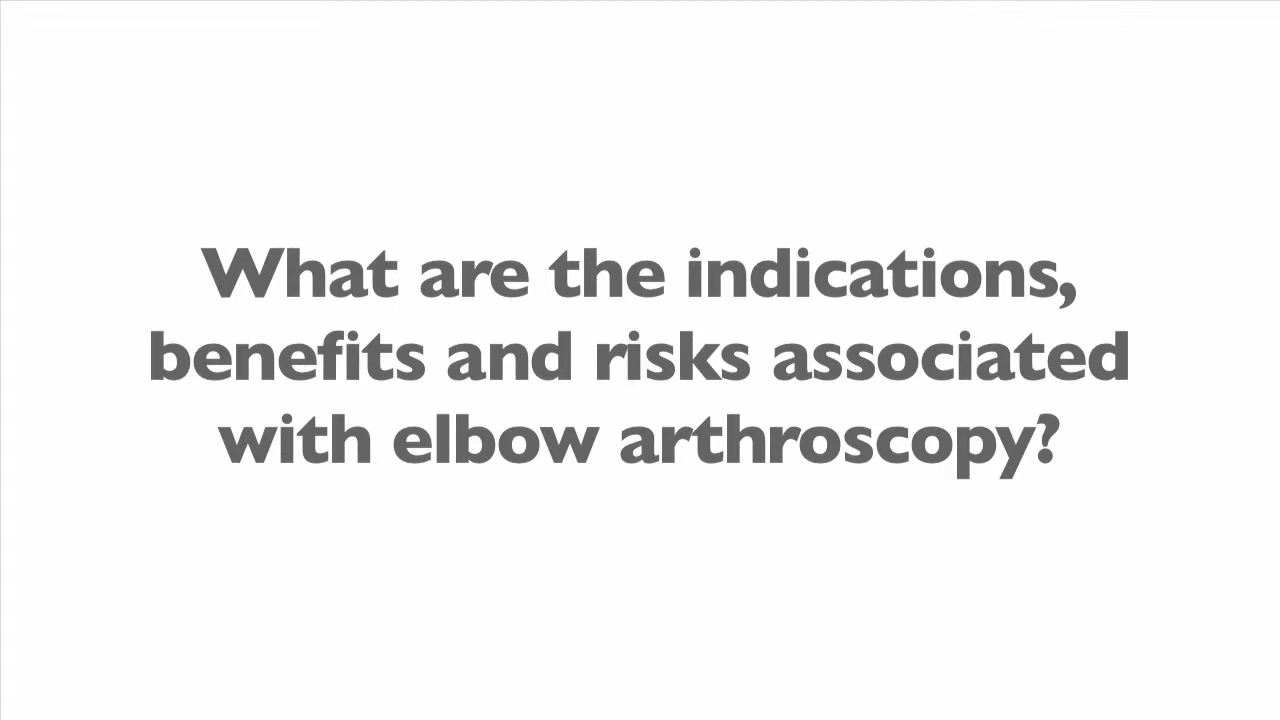 What are the indications,
benefits and risks associated
with elbow arthroscopy?